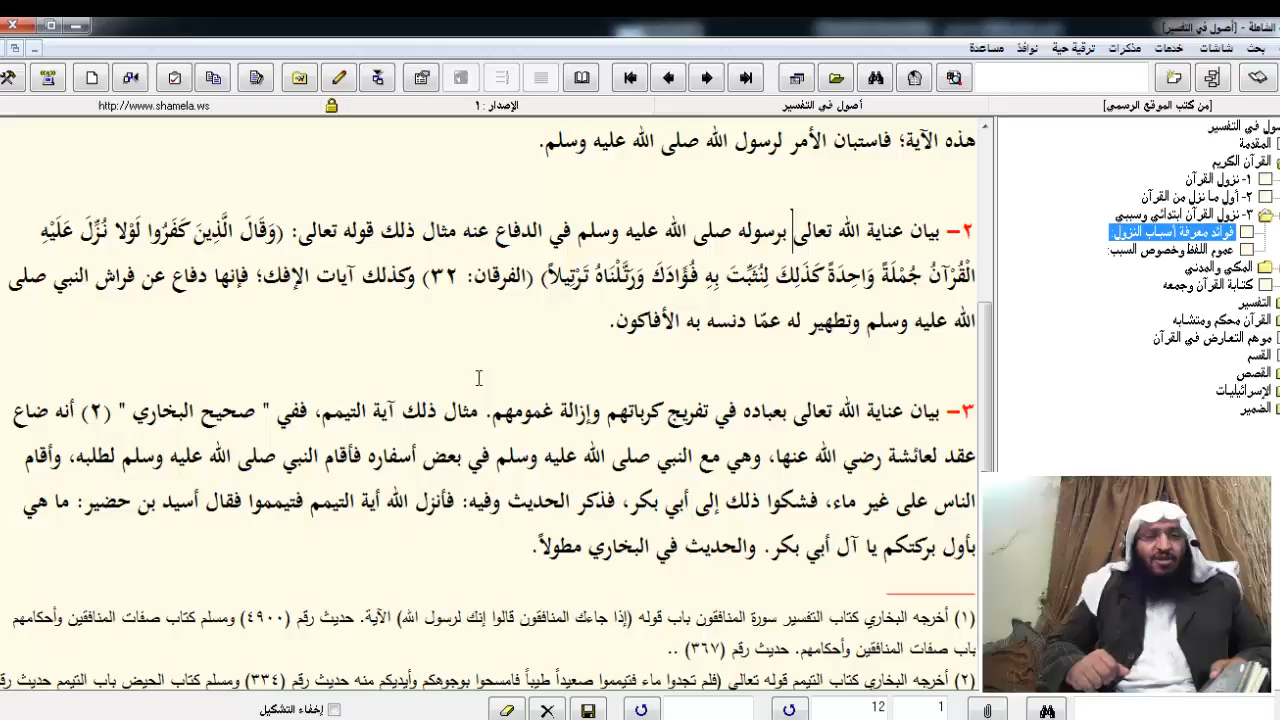 الشاملة - [أصول في التفسير]
بحث شاشات خدمات مذكرات ترقية حية نوافذ مساعدة
[من كتب الموقع الرسمي] أصول في التفسير الإصدار: ١ http://www.shamela.ws
هذه الآية؛ فاستبان الأمر لرسول الله صلى الله عليه وسلم.
٢– بيان عناية الله تعالى برسوله صلى الله عليه وسلم في الدفاع عنه مثال ذلك قوله تعالى: (وَقَالَ الَّذِينَ كَفَرُوا لَوْلا نُزِّلَ عَلَيْهِ
الْقُرْآنُ جُمْلَةً وَاحِدَةً كَذَلِكَ لِنُثَبِّتَ بِهِ فُؤَادَكَ وَرَتَّلْنَاهُ تَرْتِيلاً) (الفرقان: ٣٢) وكذلك آيات الإفك؛ فإنها دفاع عن فراش النبي صلى
الله عليه وسلم وتطهير له عمّا دنسه به الأفاكون.
٣– بيان عناية الله تعالى بعباده في تفريج كرباتهم وإزالة غمومهم. مثال ذلك آية التيمم، ففي " صحيح البخاري " (٢) أنه ضاع
عقد لعائشة رضي الله عنها، وهي مع النبي صلى الله عليه وسلم في بعض أسفاره فأقام النبي صلى الله عليه وسلم لطلبه، وأقام
الناس على غير ماء، فشكوا ذلك إلى أبي بكر، فذكر الحديث وفيه: فأنزل الله أية التيمم فتيمموا فقال أسيد بن حضير: ما هي
بأول بركتكم يا آل أبي بكر. والحديث في البخاري مطولاً.
(١) أخرجه البخاري كتاب التفسير سورة المنافقون باب قوله (إذا جاءك المنافقون قالوا إنك لرسول الله) الآية. حديث رقم (٤٩٠٠) ومسلم كتاب صفات المنافقين وأحكامهم
باب صفات المنافقين وأحكامهم. حديث رقم (٣٦٧) ..
(٢) أخرجه البخاري كتاب التيمم قوله تعالى (فلم تجدوا ماء فتيمموا صعيداً طيباً فامسحوا بوجوهكم وأيديكم منه حديث رقم (٣٣٤) ومسلم كتاب الحيض باب التيمم حديث رق
صول في التفسير
المقدمة
القرآن الكريم
١- نزول القرآن
٢- أول ما نزل من القرآن
٣- نزول القرآن ابتدائي وسببي
فوائد معرفة أسباب النزول:
عموم اللفظ وخصوص السبب:
المكي والمدني
كتابة القرآن وجمعه
التفسير
القرآن محكم ومتشابه
موهم التعارض في القرآن
القسم
القصص
الإسرائيليات
الضمير
1 12 إخفاء التشكيل